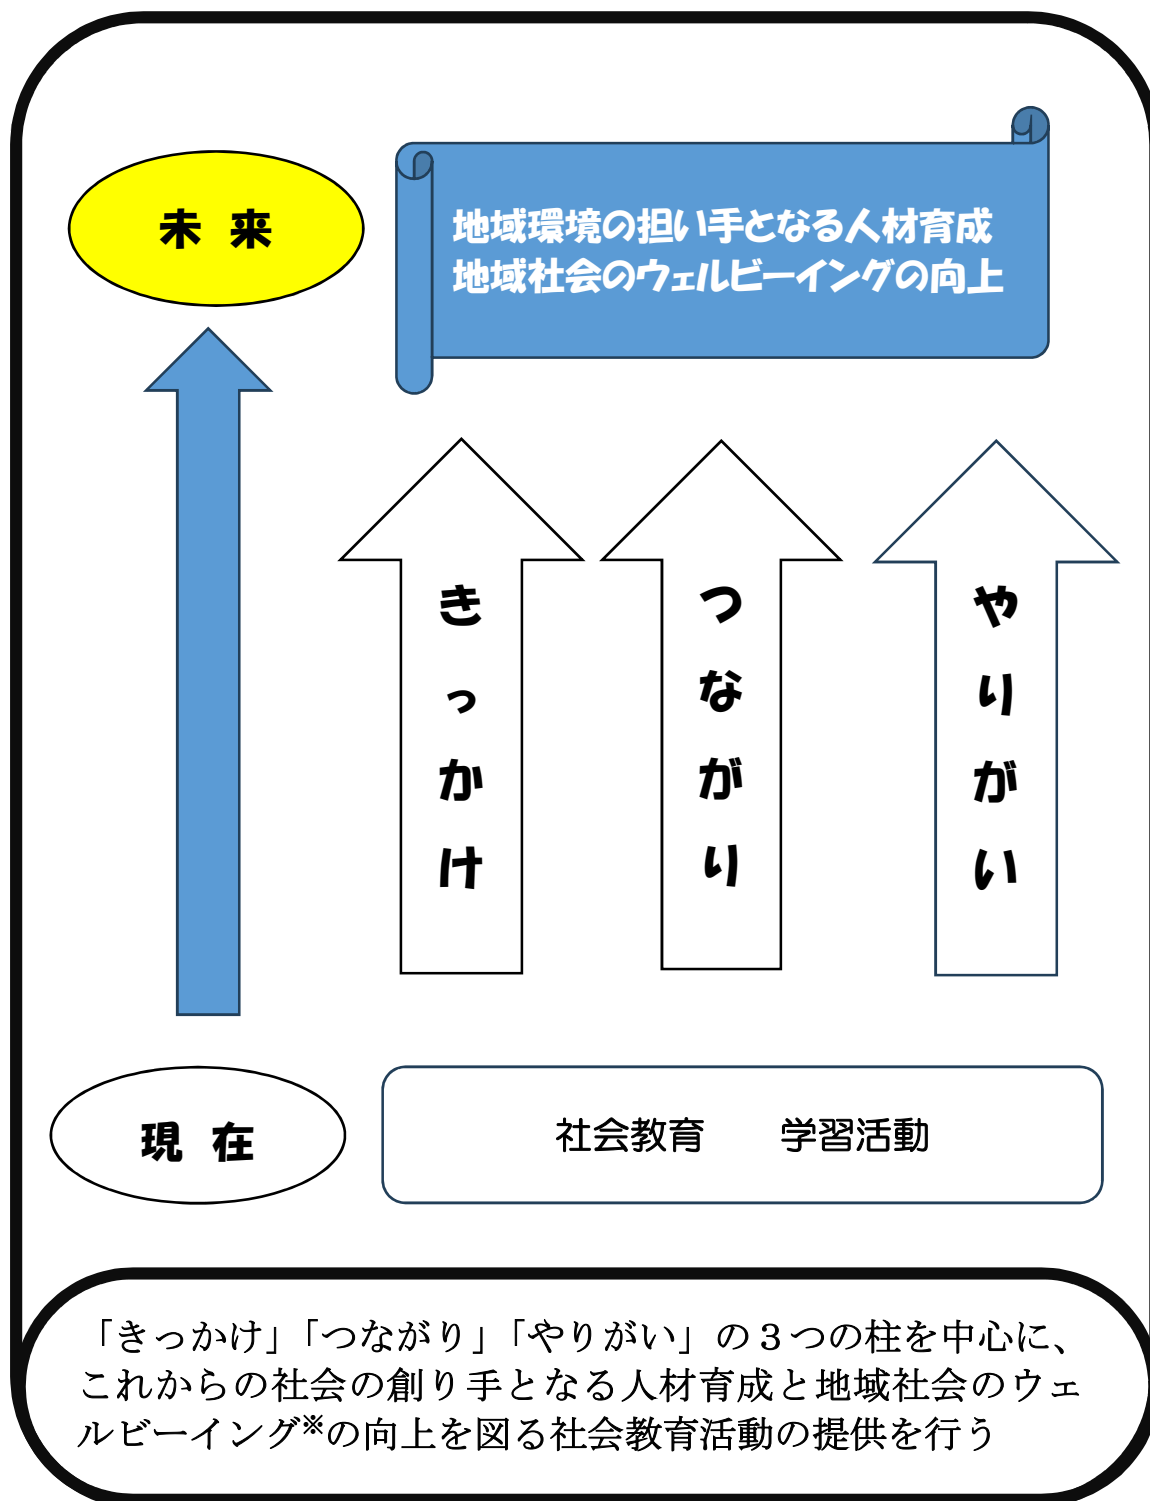 未 来
地域環境の担い手となる人材育成
地域社会のウェルビーイングの向上
きっかけ
つながり
やりがい
現 在
社会教育　　学習活動
「きっかけ」「つながり」「やりがい」の３つの柱を中心に、
これからの社会の創り手となる人材育成と地域社会のウェ
ルビーイング※の向上を図る社会教育活動の提供を行う